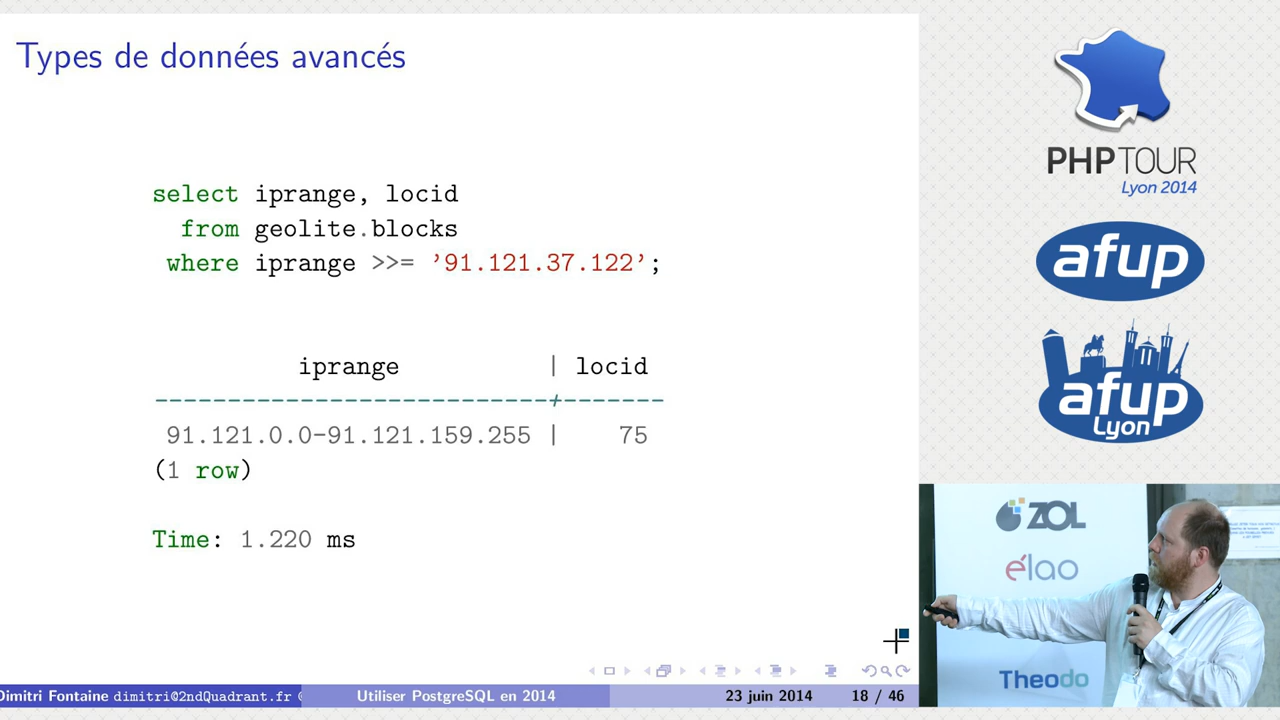 Types de données avancés
select iprange, locid
from geolite.blocks
where iprange >>= ’91.121.37.122’;
iprange | locid
---------------------------+-------
91.121.0.0-91.121.159.255 | 75
(1 row)
Time: 1.220 ms
Dimitri Fontaine dimitri@2ndQuadrant.fr
Utiliser PostgreSQL en 2014
23 juin 2014
18 / 46
PHPTOUR
Lyon 2014
afup
afup
Lyon
ZOL
élao
Theodo